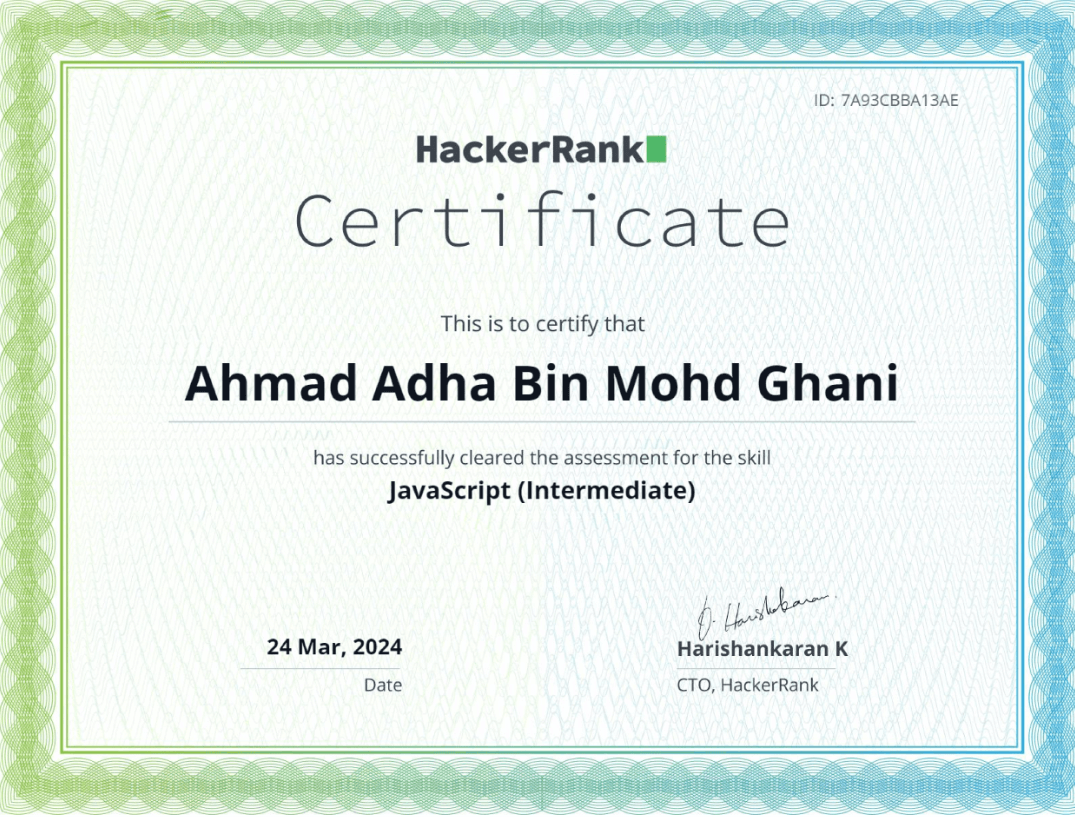 ID: 7A93CBBA13AE
HackerRank
Certificate
This is to certify that
Ahmad Adha Bin Mohd Ghani
has successfully cleared the assessment for the skill
JavaScript (Intermediate)
24 Mar, 2024
Date
Harishankaran K
CTO, HackerRank